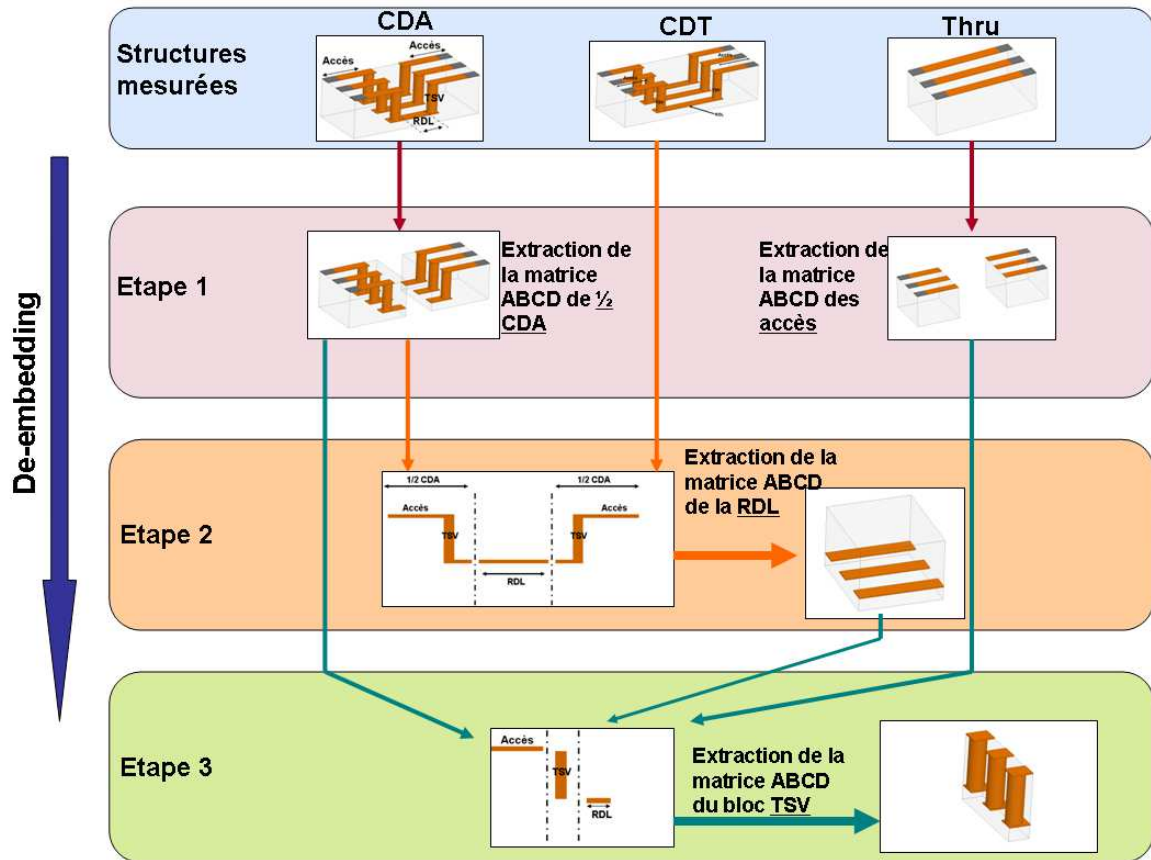 CDA
CDT
Thru
Structures
mesurées
Accès
Accès
TSV
RDL
De-embedding
Etape 1
Extraction de
la matrice
ABCD de ½
CDA
Extraction de
la matrice
ABCD des
accès
Etape 2
1/2 CDA
1/2 CDA
Accès
Accès
TSV
TSV
RDL
Extraction de la
matrice ABCD
de la RDL
Etape 3
Accès
TSV
RDL
Extraction de la
matrice ABCD
du bloc TSV